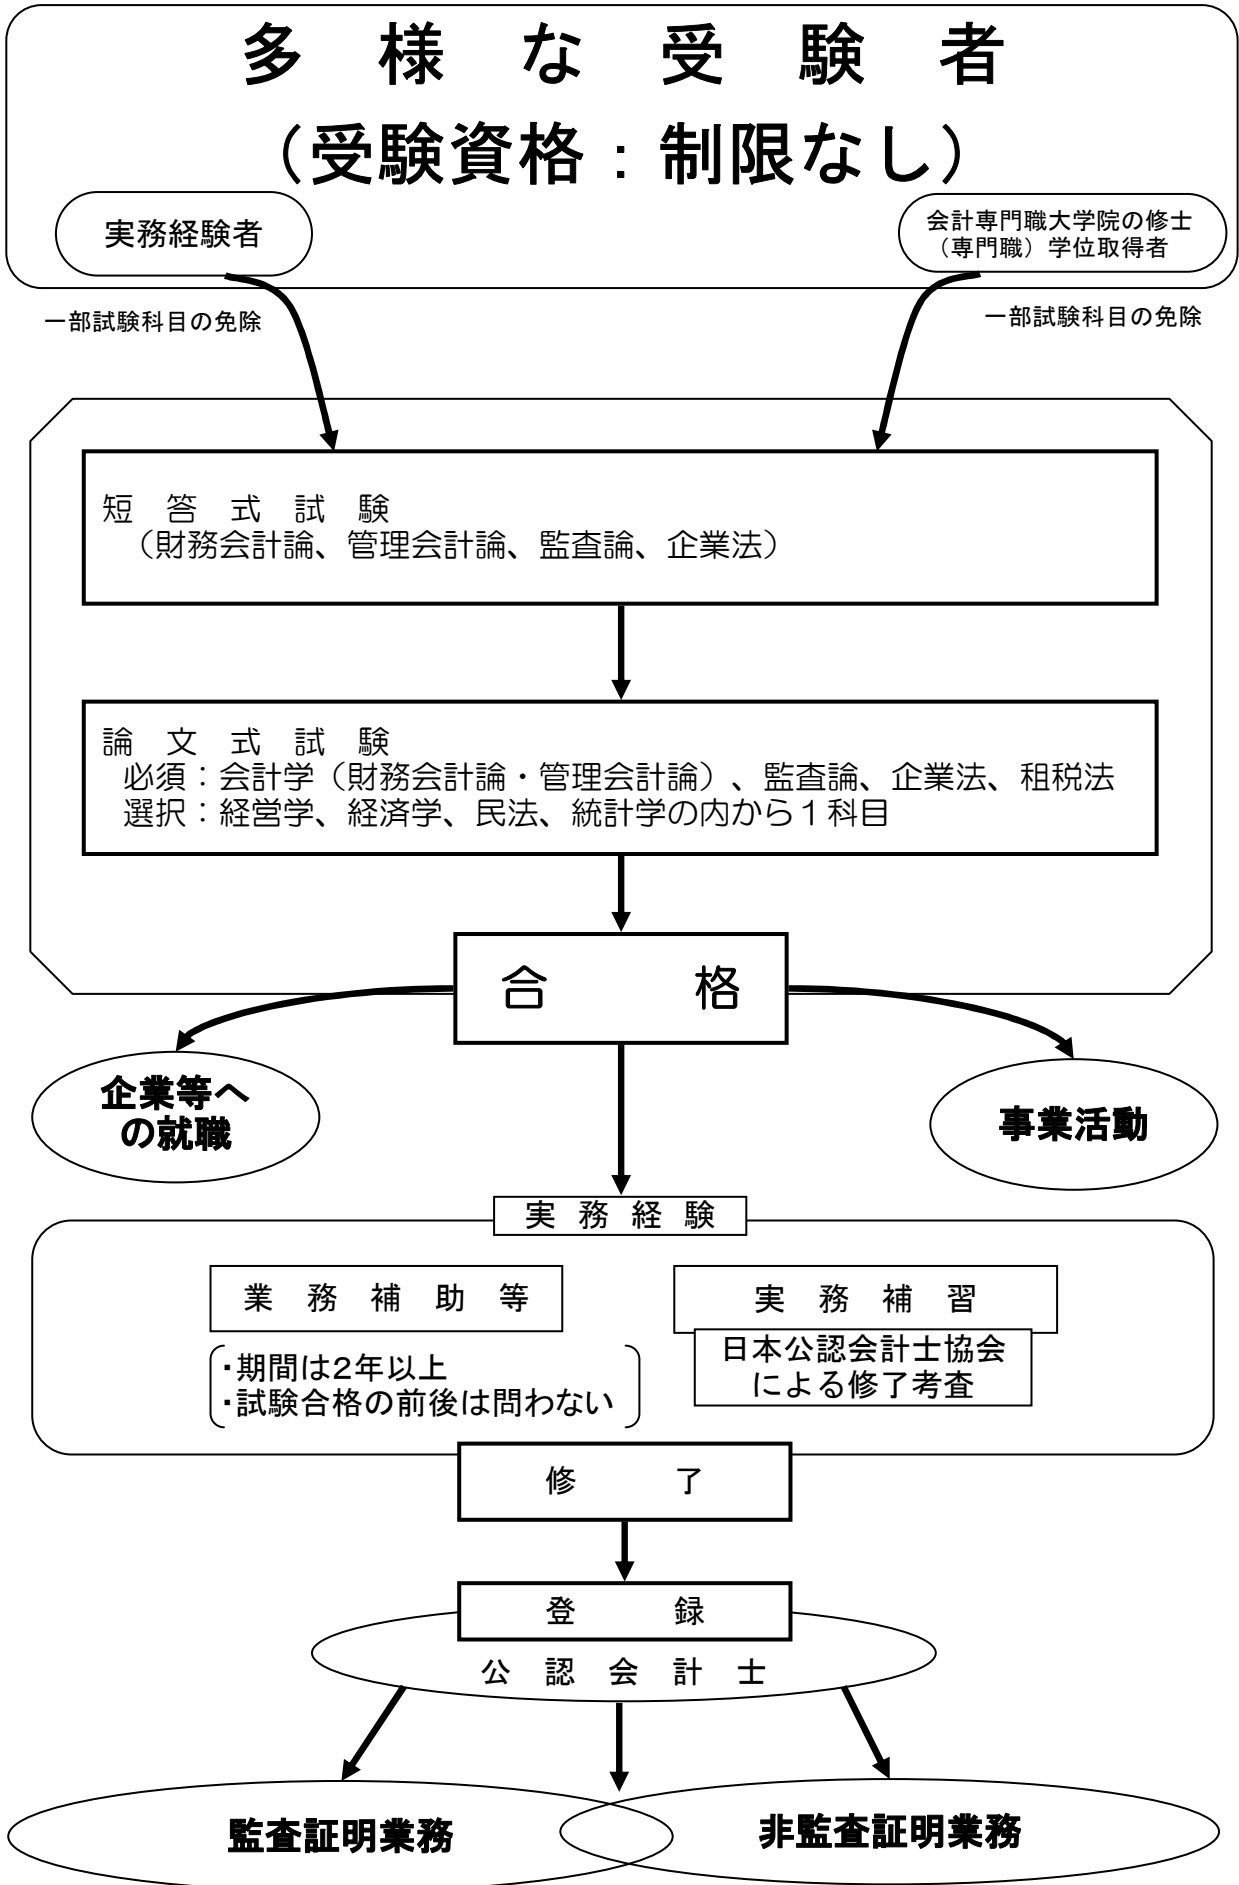 多様な受験者
（受験資格：制限なし）
実務経験者
会計専門職大学院の修士
（専門職）学位取得者
一部試験科目の免除
一部試験科目の免除
短答式試験
（財務会計論、管理会計論、監査論、企業法）
論文式試験
必須：会計学（財務会計論・管理会計論）、監査論、企業法、租税法
選択：経営学、経済学、民法、統計学の内から１科目
合格
企業等へ
の就職
事業活動
実務経験
業務補助等
・期間は2年以上
・試験合格の前後は問わない
実務補習
日本公認会計士協会
による修了考査
修了
登録
公認会計士
監査証明業務
非監査証明業務